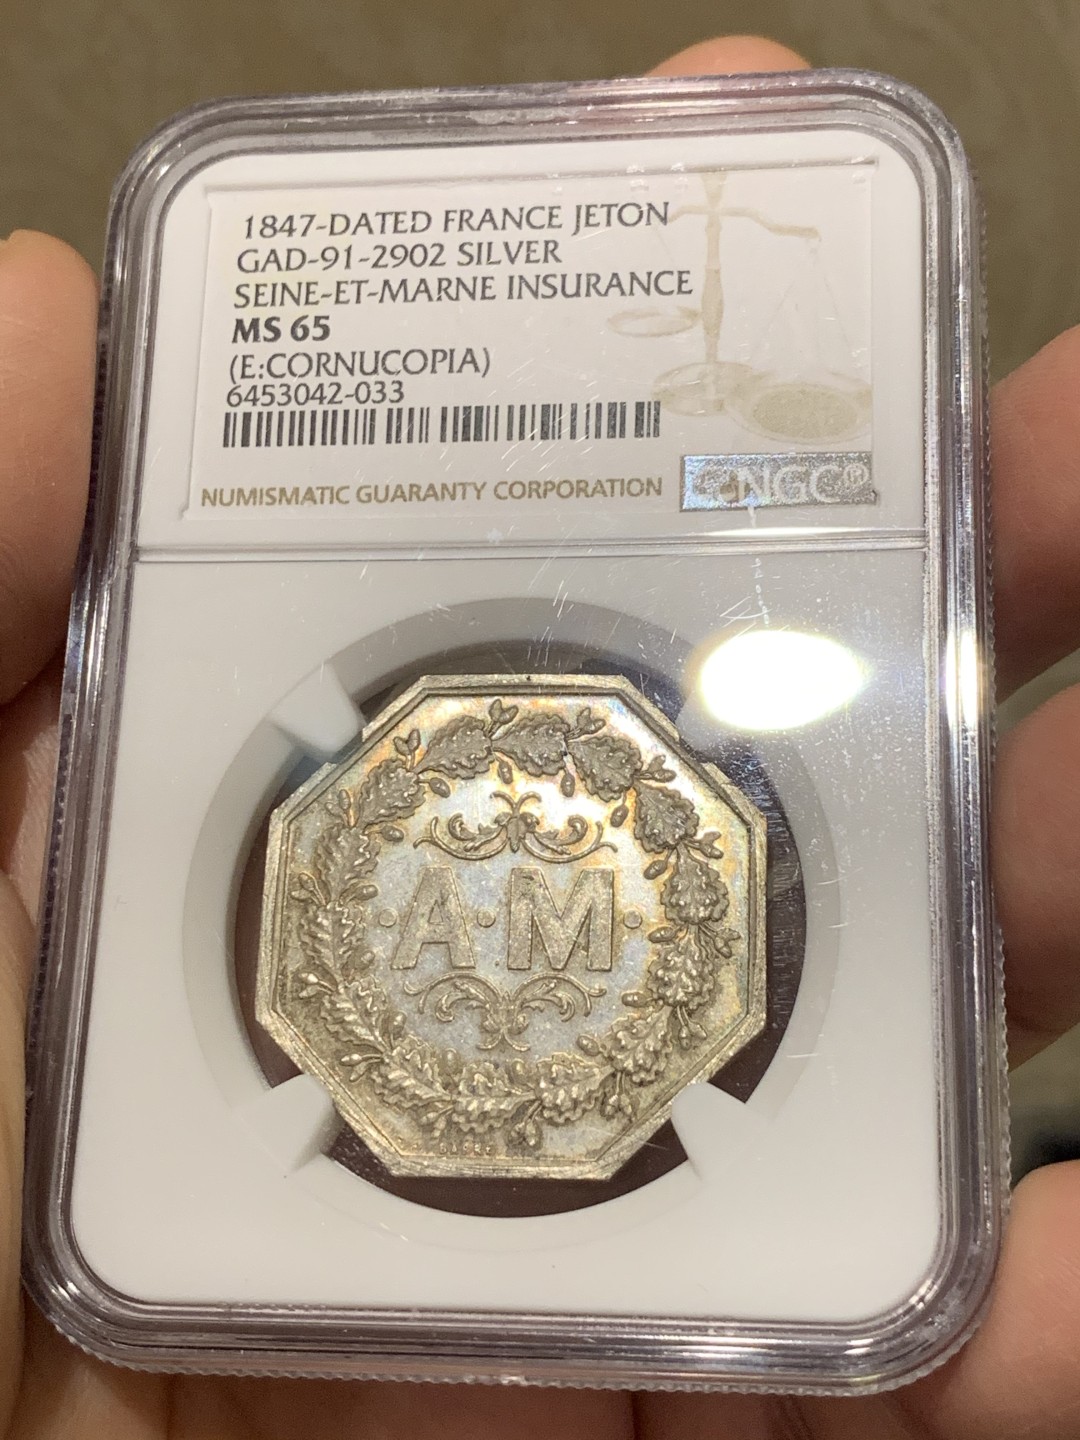 1847-DATED FRANCE JETON
GAD-91-2902 SILVER
SEINE-ET-MARNE INSURANCE
MS 65
(E:CORNUCOPIA)
6453042-033
NUMISMATIC GUARANTY CORPORATION
NGC®
·A·M·